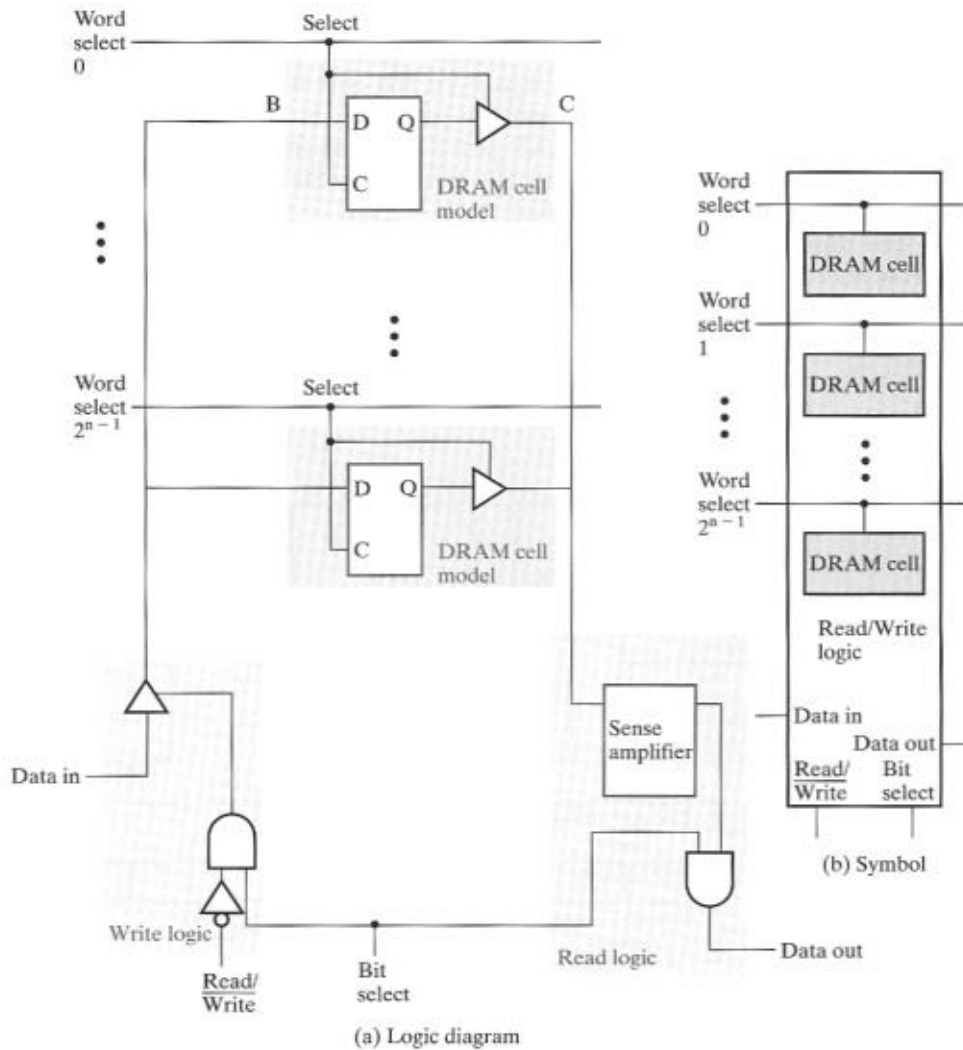 Word
select
0
Select
B
C
D Q
C
DRAM cell
model
Word
select
2ⁿ⁻¹
Select
D Q
C
DRAM cell
model
Data in
Write logic
Read/
Write
Bit
select
Sense
amplifier
Read logic
Data out
(a) Logic diagram
Word
select
0
DRAM cell
Word
select
1
DRAM cell
Word
select
2ⁿ⁻¹
DRAM cell
Read/Write
logic
Data in
Data out
Read/
Write
Bit
select
(b) Symbol